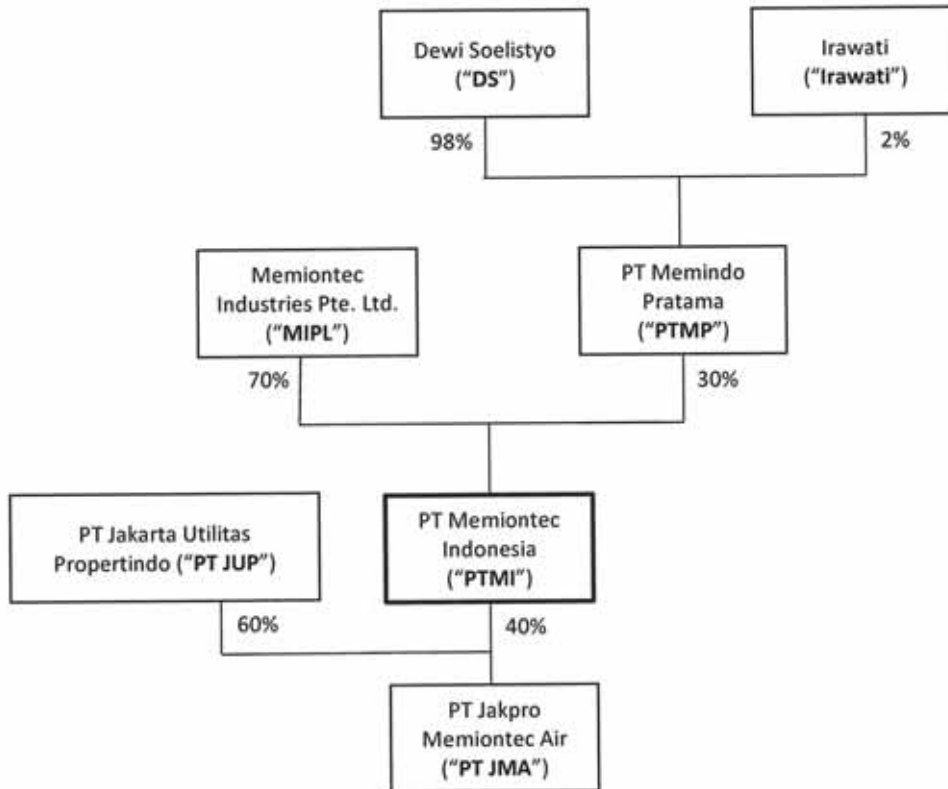 Dewi Soelistyo
("DS")
Irawati
("Irawati")
98%
2%
Memiontec
Industries Pte. Ltd.
("MIPL")
PT Memindo
Pratama
("PTMP")
70%
30%
PT Jakarta Utilitas
Propertindo ("PT JUP")
PT Memiontec
Indonesia
("PTMI")
60%
40%
PT Jakpro
Memiontec Air
("PT JMA")